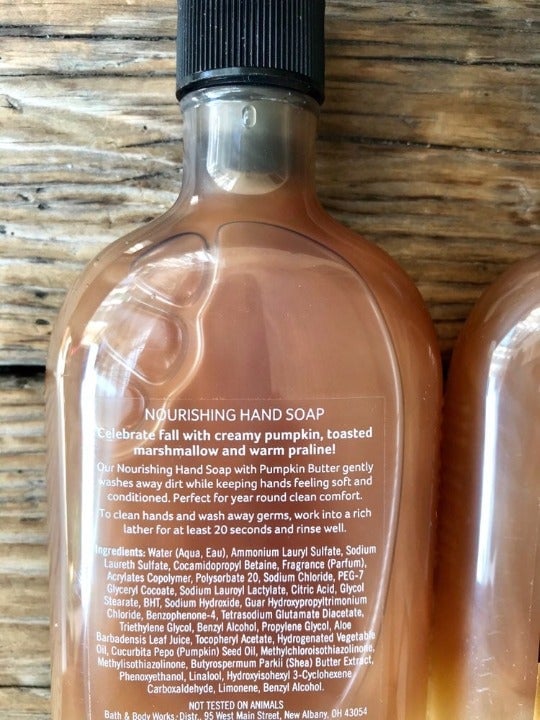 NOURISHING HAND SOAP
Celebrate fall with creamy pumpkin, toasted
marshmallow and warm praline!
Our Nourishing Hand Soap with Pumpkin Butter gently
washes away dirt while keeping hands feeling soft and
conditioned. Perfect for year round clean comfort.
To clean hands and wash away germs, work into a rich
lather for at least 20 seconds and rinse well.
Ingredients: Water (Aqua, Eau), Ammonium Lauryl Sulfate, Sodium
Laureth Sulfate, Cocamidopropyl Betaine, Fragrance (Parfum),
Acrylates Copolymer, Polysorbate 20, Sodium Chloride, PEG-7
Glyceryl Cocoate, Sodium Lauroyl Lactylate, Citric Acid, Glycol
Stearate, BHT, Sodium Hydroxide, Guar Hydroxypropyltrimonium
Chloride, Benzophenone-4, Tetrasodium Glutamate Diacetate,
Triethylene Glycol, Benzyl Alcohol, Propylene Glycol, Aloe
Barbadensis Leaf Juice, Tocopheryl Acetate, Hydrogenated Vegetable
Oil, Cucurbita Pepo (Pumpkin) Seed Oil, Methylchloroisothiazolinone,
Methylisothiazolinone, Butyrospermum Parkii (Shea) Butter Extract,
Phenoxyethanol, Linalool, Hydroxyisohexyl 3-Cyclohexene
Carboxaldehyde, Limonene, Benzyl Alcohol.
NOT TESTED ON ANIMALS
Bath & Body Works · Distr., 95 West Main Street, New Albany, OH 43054